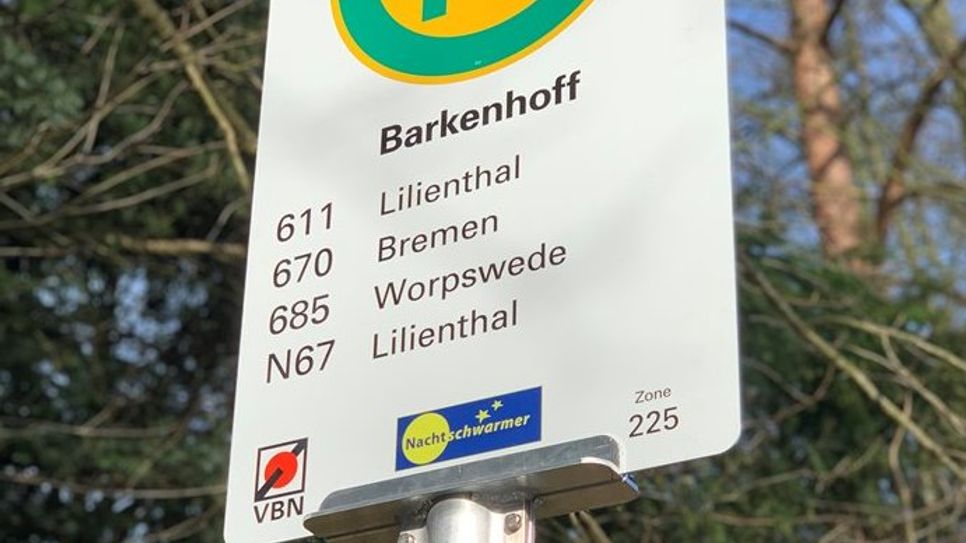 Barkenhoff
611 Lilienthal
670 Bremen
685 Worpswede
N67 Lilienthal
Nachtschwärmer
Zone
225
VBN